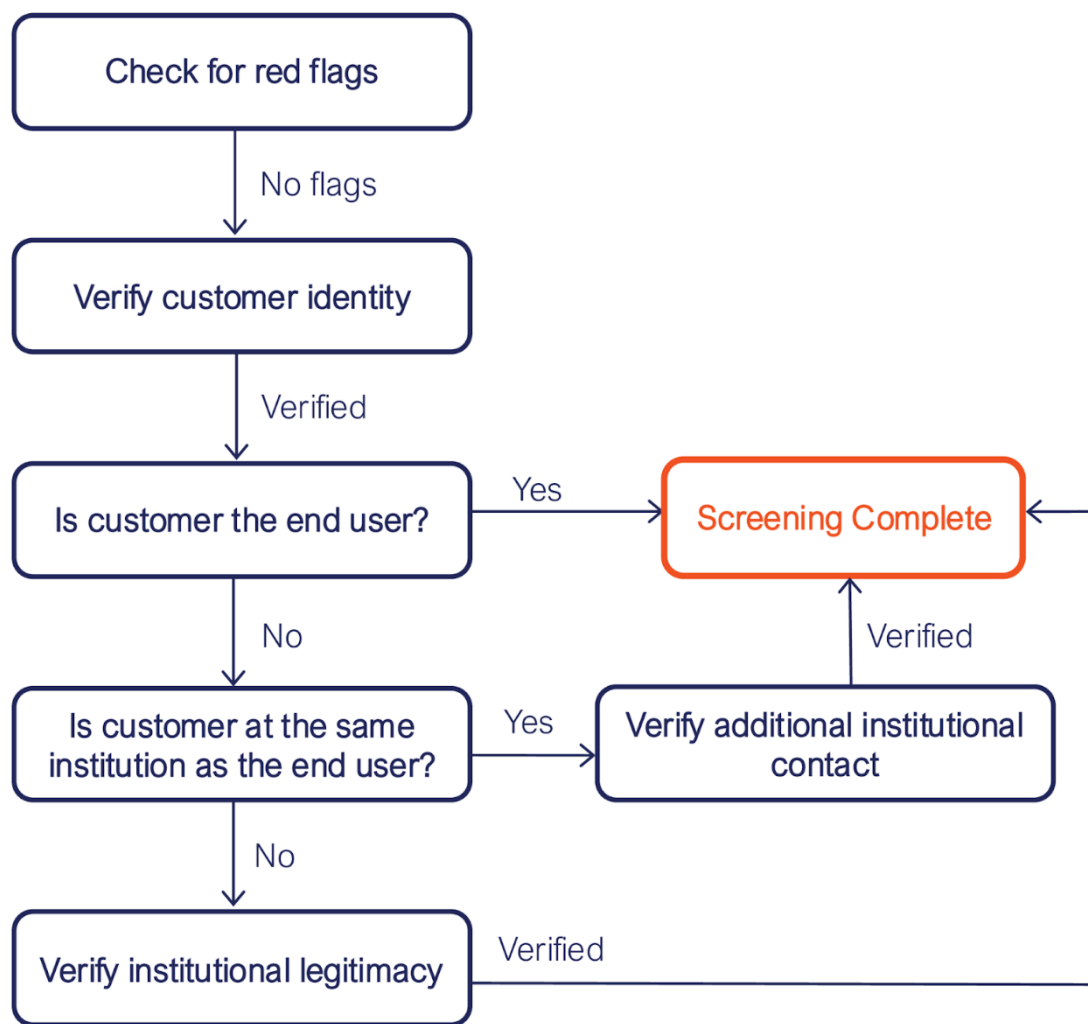 Check for red flags
No flags
Verify customer identity
Verified
Is customer the end user?
Yes
Screening Complete
No
Verified
Is customer at the same
institution as the end user?
Yes
Verify additional institutional
contact
No
Verify institutional legitimacy
Verified